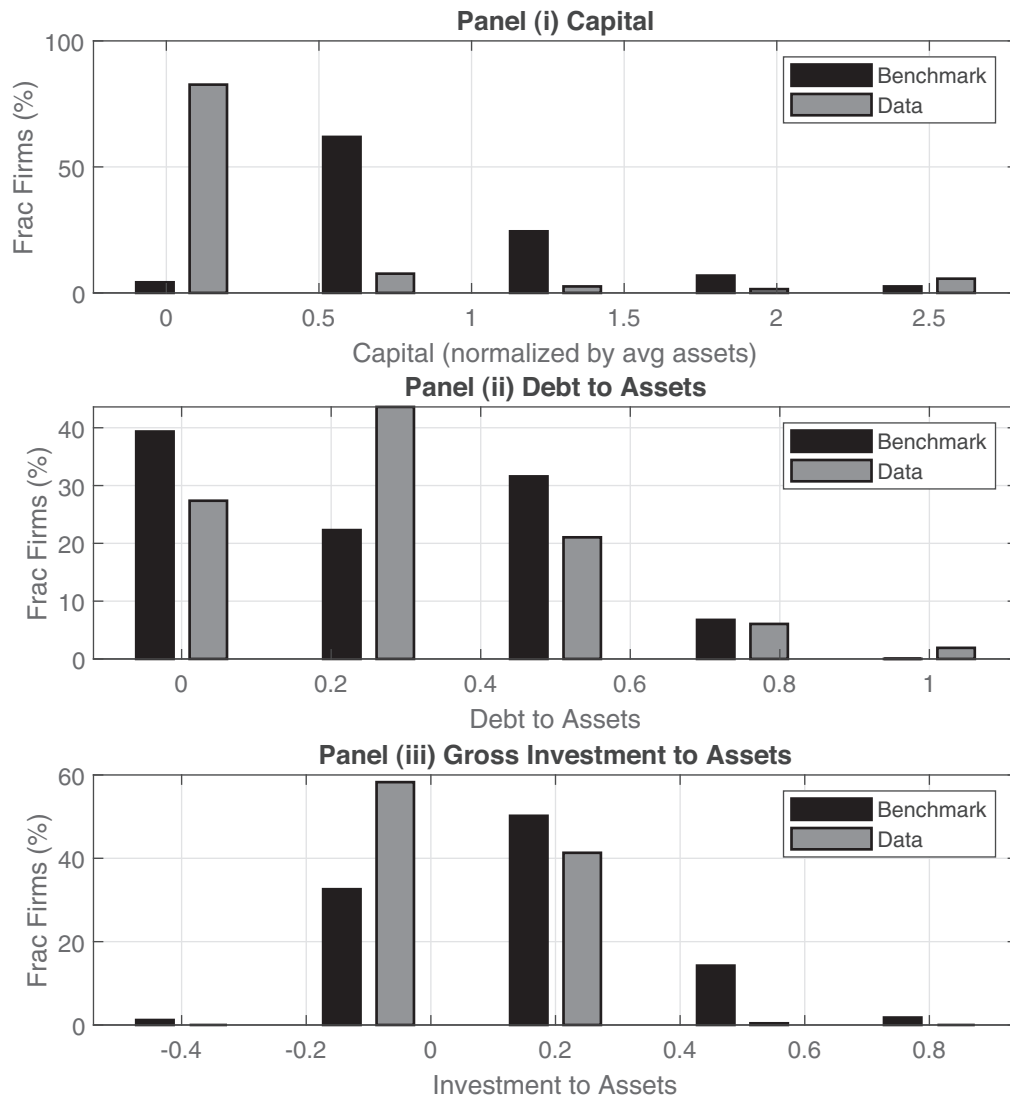 Panel (i) Capital
100
50
0
Frac Firms (%)
Benchmark
Data
0 0.5 1 1.5 2 2.5
Capital (normalized by avg assets)
Panel (ii) Debt to Assets
40
30
20
10
0
Frac Firms (%)
Benchmark
Data
0 0.2 0.4 0.6 0.8 1
Debt to Assets
Panel (iii) Gross Investment to Assets
60
40
20
0
Frac Firms (%)
Benchmark
Data
-0.4 -0.2 0 0.2 0.4 0.6 0.8
Investment to Assets